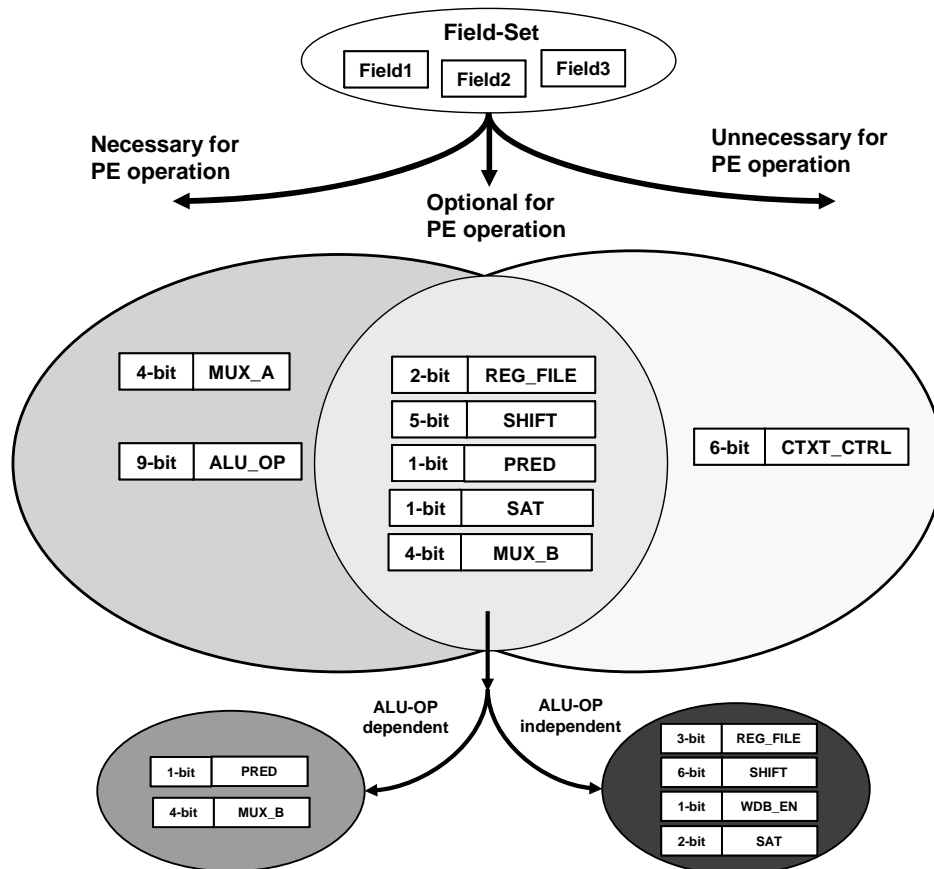 Field-Set
Field1
Field2
Field3
Necessary for
PE operation
Unnecessary for
PE operation
Optional for
PE operation
4-bit MUX_A
9-bit ALU_OP
2-bit REG_FILE
5-bit SHIFT
1-bit PRED
1-bit SAT
4-bit MUX_B
6-bit CTXT_CTRL
ALU-OP
dependent
ALU-OP
independent
1-bit PRED
4-bit MUX_B
3-bit REG_FILE
6-bit SHIFT
1-bit WDB_EN
2-bit SAT